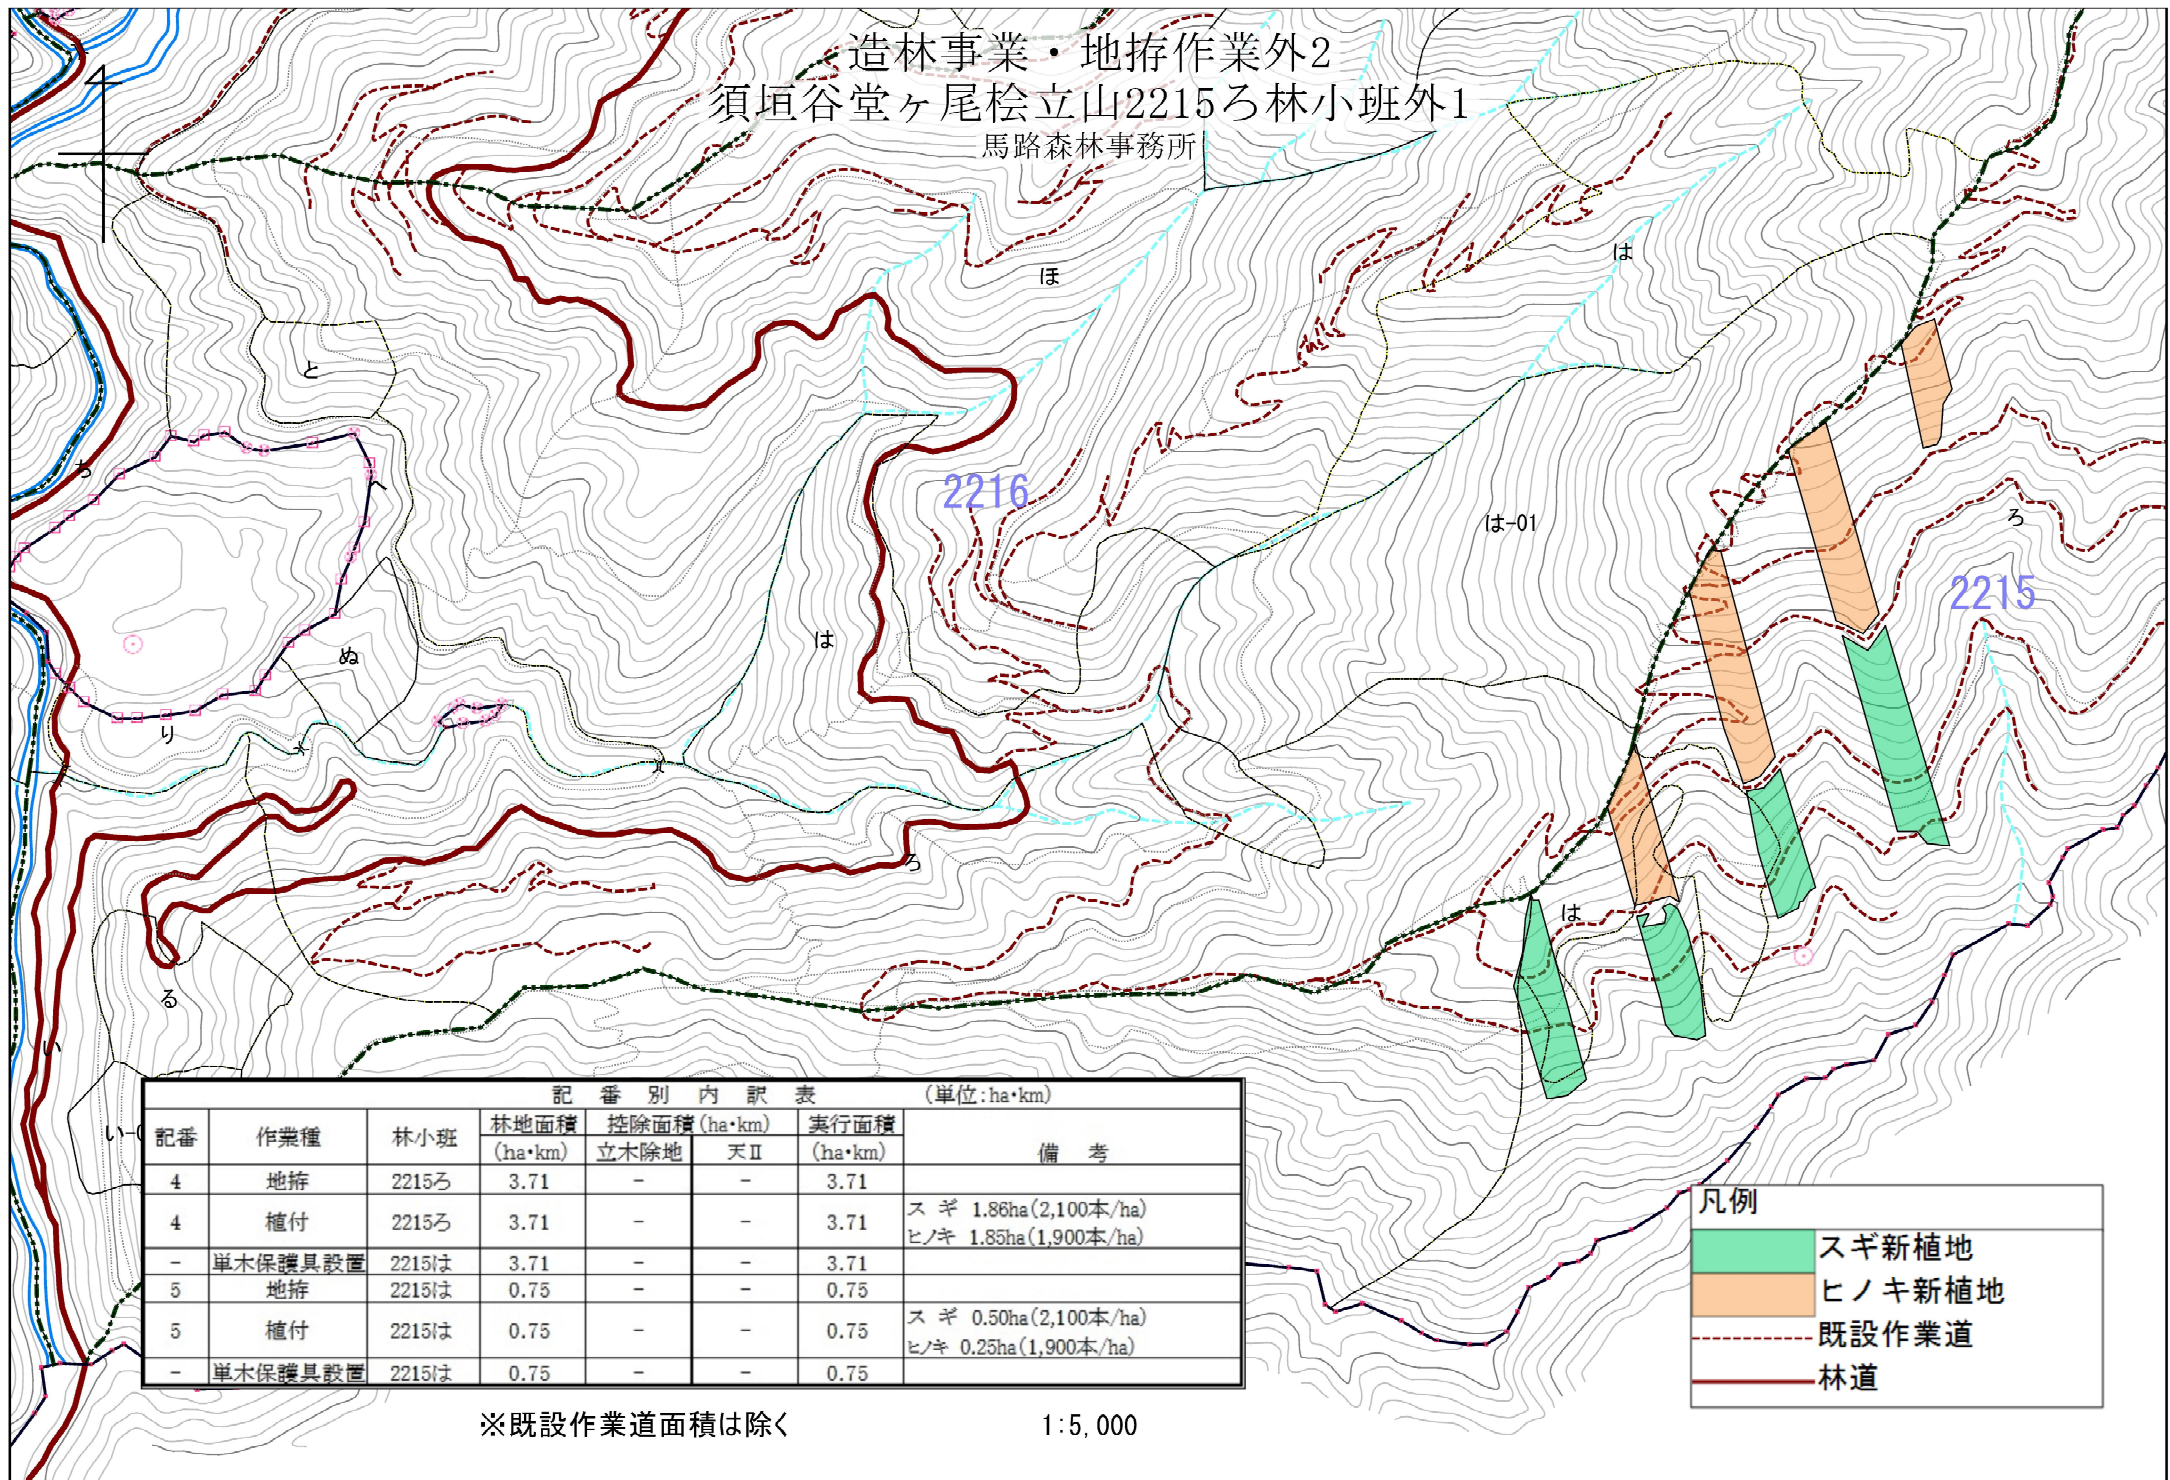 造林事業・地拵作業外2
須垣谷堂ヶ尾桧立山2215ろ林小班外1
馬路森林事務所
ほ
は
と
ち
へ
2216
は-01
ろ
2215
は
ぬ
り
ろ
は
る
い
記番別内訳表 (単位:ha・km)
記番 作業種 林小班 林地面積(ha・km) 控除面積(ha・km) 立木除地 天Ⅱ 実行面積(ha・km) 備考
4 地拵 2215ろ 3.71 - - 3.71
4 植付 2215ろ 3.71 - - 3.71 スギ 1.86ha(2,100本/ha)
ヒノキ 1.85ha(1,900本/ha)
- 単木保護具設置 2215は 3.71 - - 3.71
5 地拵 2215は 0.75 - - 0.75
5 植付 2215は 0.75 - - 0.75 スギ 0.50ha(2,100本/ha)
ヒノキ 0.25ha(1,900本/ha)
- 単木保護具設置 2215は 0.75 - - 0.75
凡例
スギ新植地
ヒノキ新植地
既設作業道
林道
※既設作業道面積は除く
1:5,000